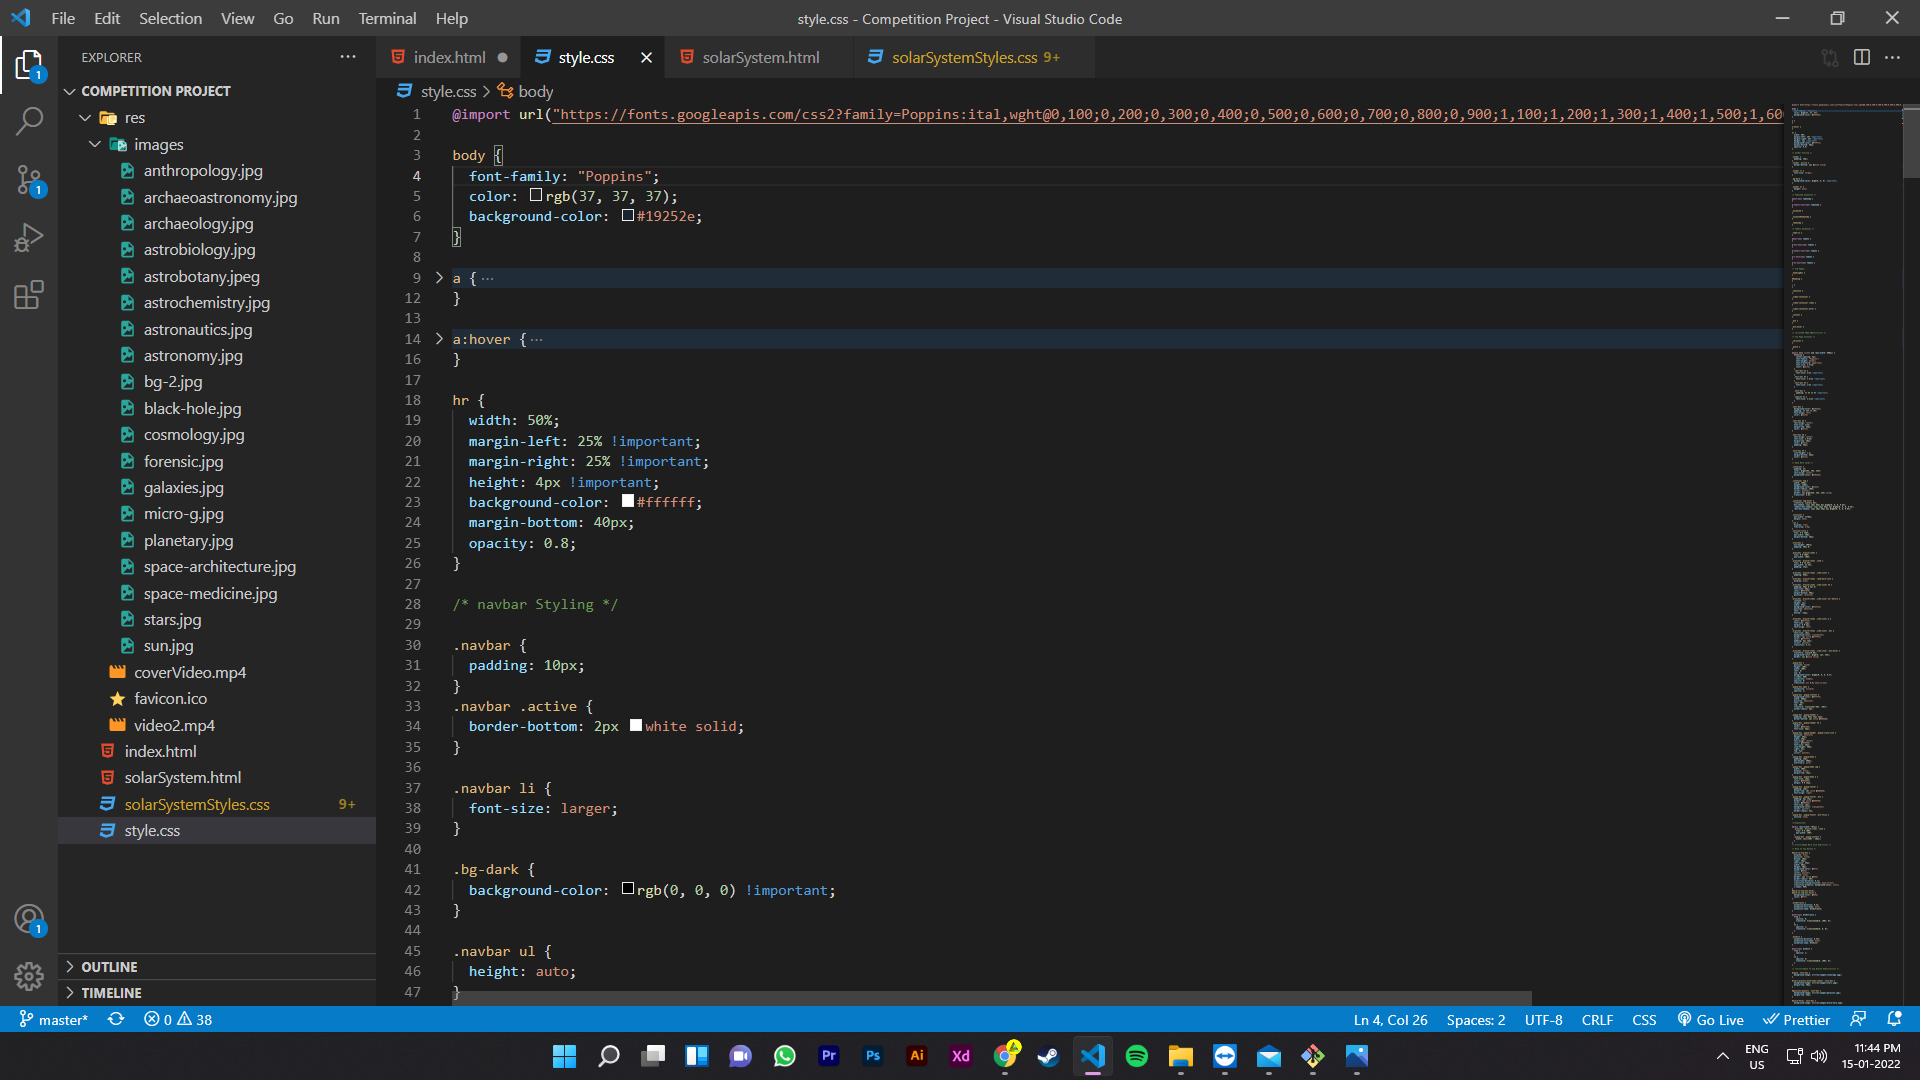 File Edit Selection View Go Run Terminal Help
style.css - Competition Project - Visual Studio Code
EXPLORER
COMPETITION PROJECT
res
images
anthropology.jpg
archaeoastronomy.jpg
archaeology.jpg
astrobiology.jpg
astrobotany.jpeg
astrochemistry.jpg
astronautics.jpg
astronomy.jpg
bg-2.jpg
black-hole.jpg
cosmology.jpg
forensic.jpg
galaxies.jpg
micro-g.jpg
planetary.jpg
space-architecture.jpg
space-medicine.jpg
stars.jpg
sun.jpg
coverVideo.mp4
favicon.ico
video2.mp4
index.html
solarSystem.html
solarSystemStyles.css 9+
style.css
OUTLINE
TIMELINE
1
1
1
index.html style.css solarSystem.html solarSystemStyles.css 9+
style.css body
1 @import url("https://fonts.googleapis.com/css2?family=Poppins:ital,wght@0,100;0,200;0,300;0,400;0,500;0,600;0,700;0,800;0,900;1,100;1,200;1,300;1,400;1,500;1,60
2
3 body {
4 font-family: "Poppins";
5 color: rgb(37, 37, 37);
6 background-color: #19252e;
7 }
8
9 a { ...
12 }
13
14 a:hover { ...
16 }
17
18 hr {
19 width: 50%;
20 margin-left: 25% !important;
21 margin-right: 25% !important;
22 height: 4px !important;
23 background-color: #ffffff;
24 margin-bottom: 40px;
25 opacity: 0.8;
26 }
27
28 /* navbar Styling */
29
30 .navbar {
31 padding: 10px;
32 }
33 .navbar .active {
34 border-bottom: 2px white solid;
35 }
36
37 .navbar li {
38 font-size: larger;
39 }
40
41 .bg-dark {
42 background-color: rgb(0, 0, 0) !important;
43 }
44
45 .navbar ul {
46 height: auto;
47 }
master* 0 38
Ln 4, Col 26 Spaces: 2 UTF-8 CRLF CSS Go Live Prettier
Pr Ps Ai Xd
ENG
US
11:44 PM
15-01-2022